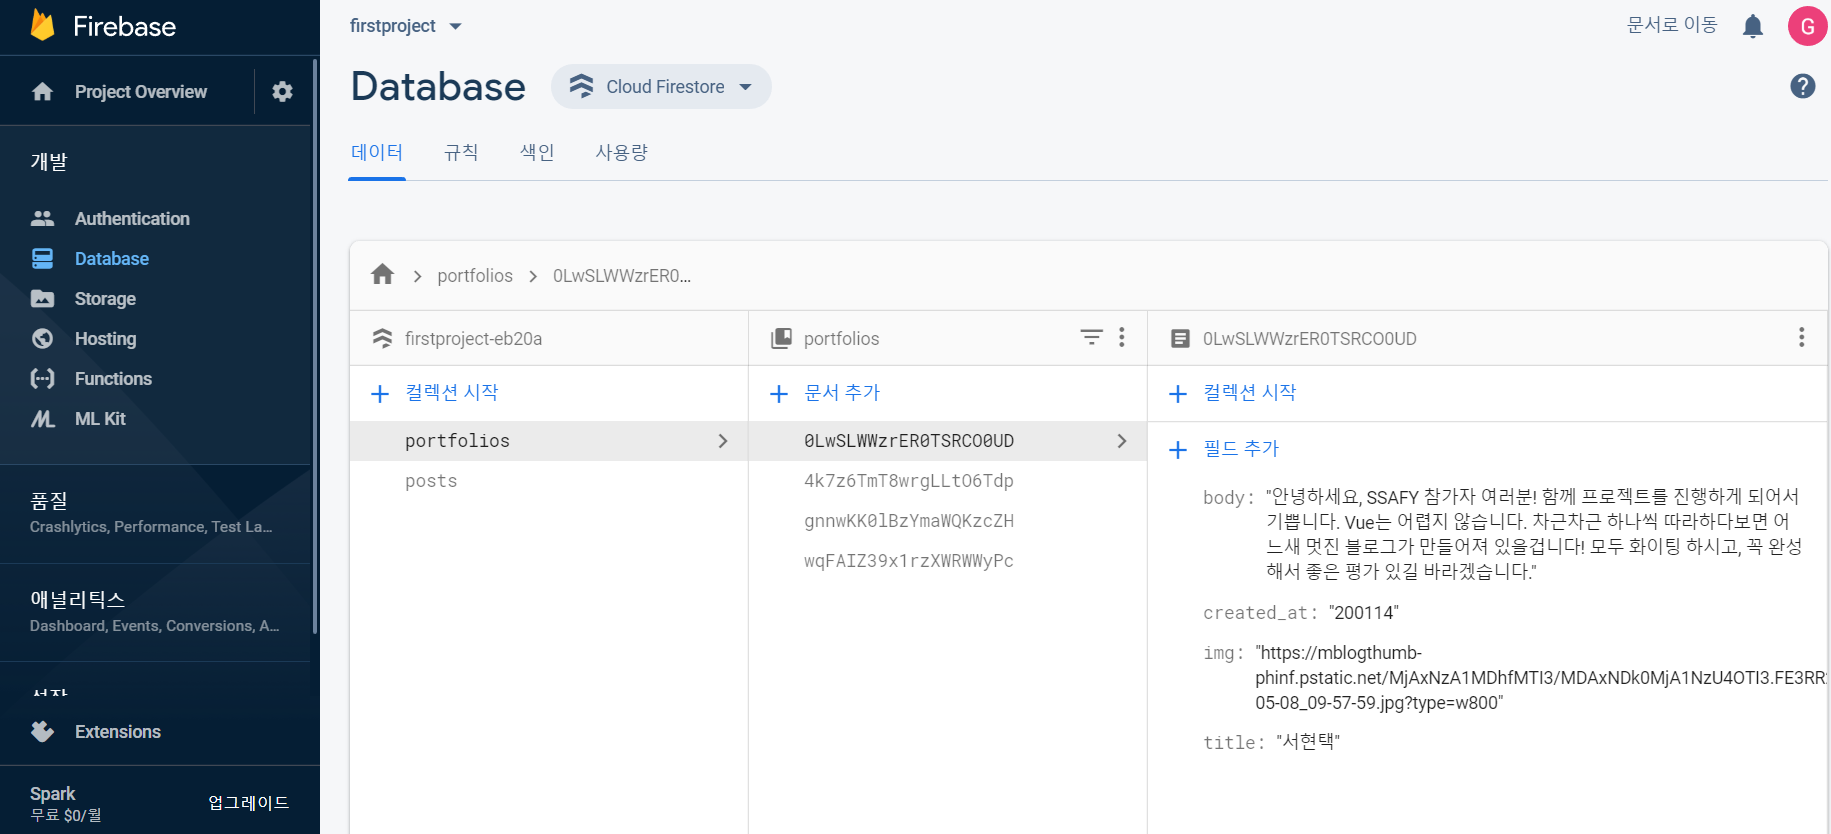 Firebase
Project Overview
개발
Authentication
Database
Storage
Hosting
Functions
ML Kit
품질
Crashlytics, Performance, Test La...
애널리틱스
Dashboard, Events, Conversions, A...
Extensions
Spark
무료 $0/월
업그레이드
firstproject
문서로 이동
G
Database
Cloud Firestore
데이터 규칙 색인 사용량
portfolios
0LwSLWWzrER0...
firstproject-eb20a
컬렉션 시작
portfolios
posts
portfolios
문서 추가
0LwSLWWzrER0TSRCO0UD
4k7z6TmT8wrgLLtO6Tdp
gnnwKK0lBzYmaWQKzcZH
wqFAIZ39x1rzXWRWWyPc
0LwSLWWzrER0TSRCO0UD
컬렉션 시작
필드 추가
body: "안녕하세요, SSAFY 참가자 여러분! 함께 프로젝트를 진행하게 되어서
기쁩니다. Vue는 어렵지 않습니다. 차근차근 하나씩 따라하다보면 어
느새 멋진 블로그가 만들어져 있을겁니다! 모두 화이팅 하시고, 꼭 완성
해서 좋은 평가 있길 바라겠습니다."
created_at: "200114"
img: "https://mblogthumb-
phinf.pstatic.net/MjAxNzA1MDhfMTI3/MDAxNDk0MjA1NzU4OTI3.FE3RR
05-08_09-57-59.jpg?type=w800"
title: "서현택"